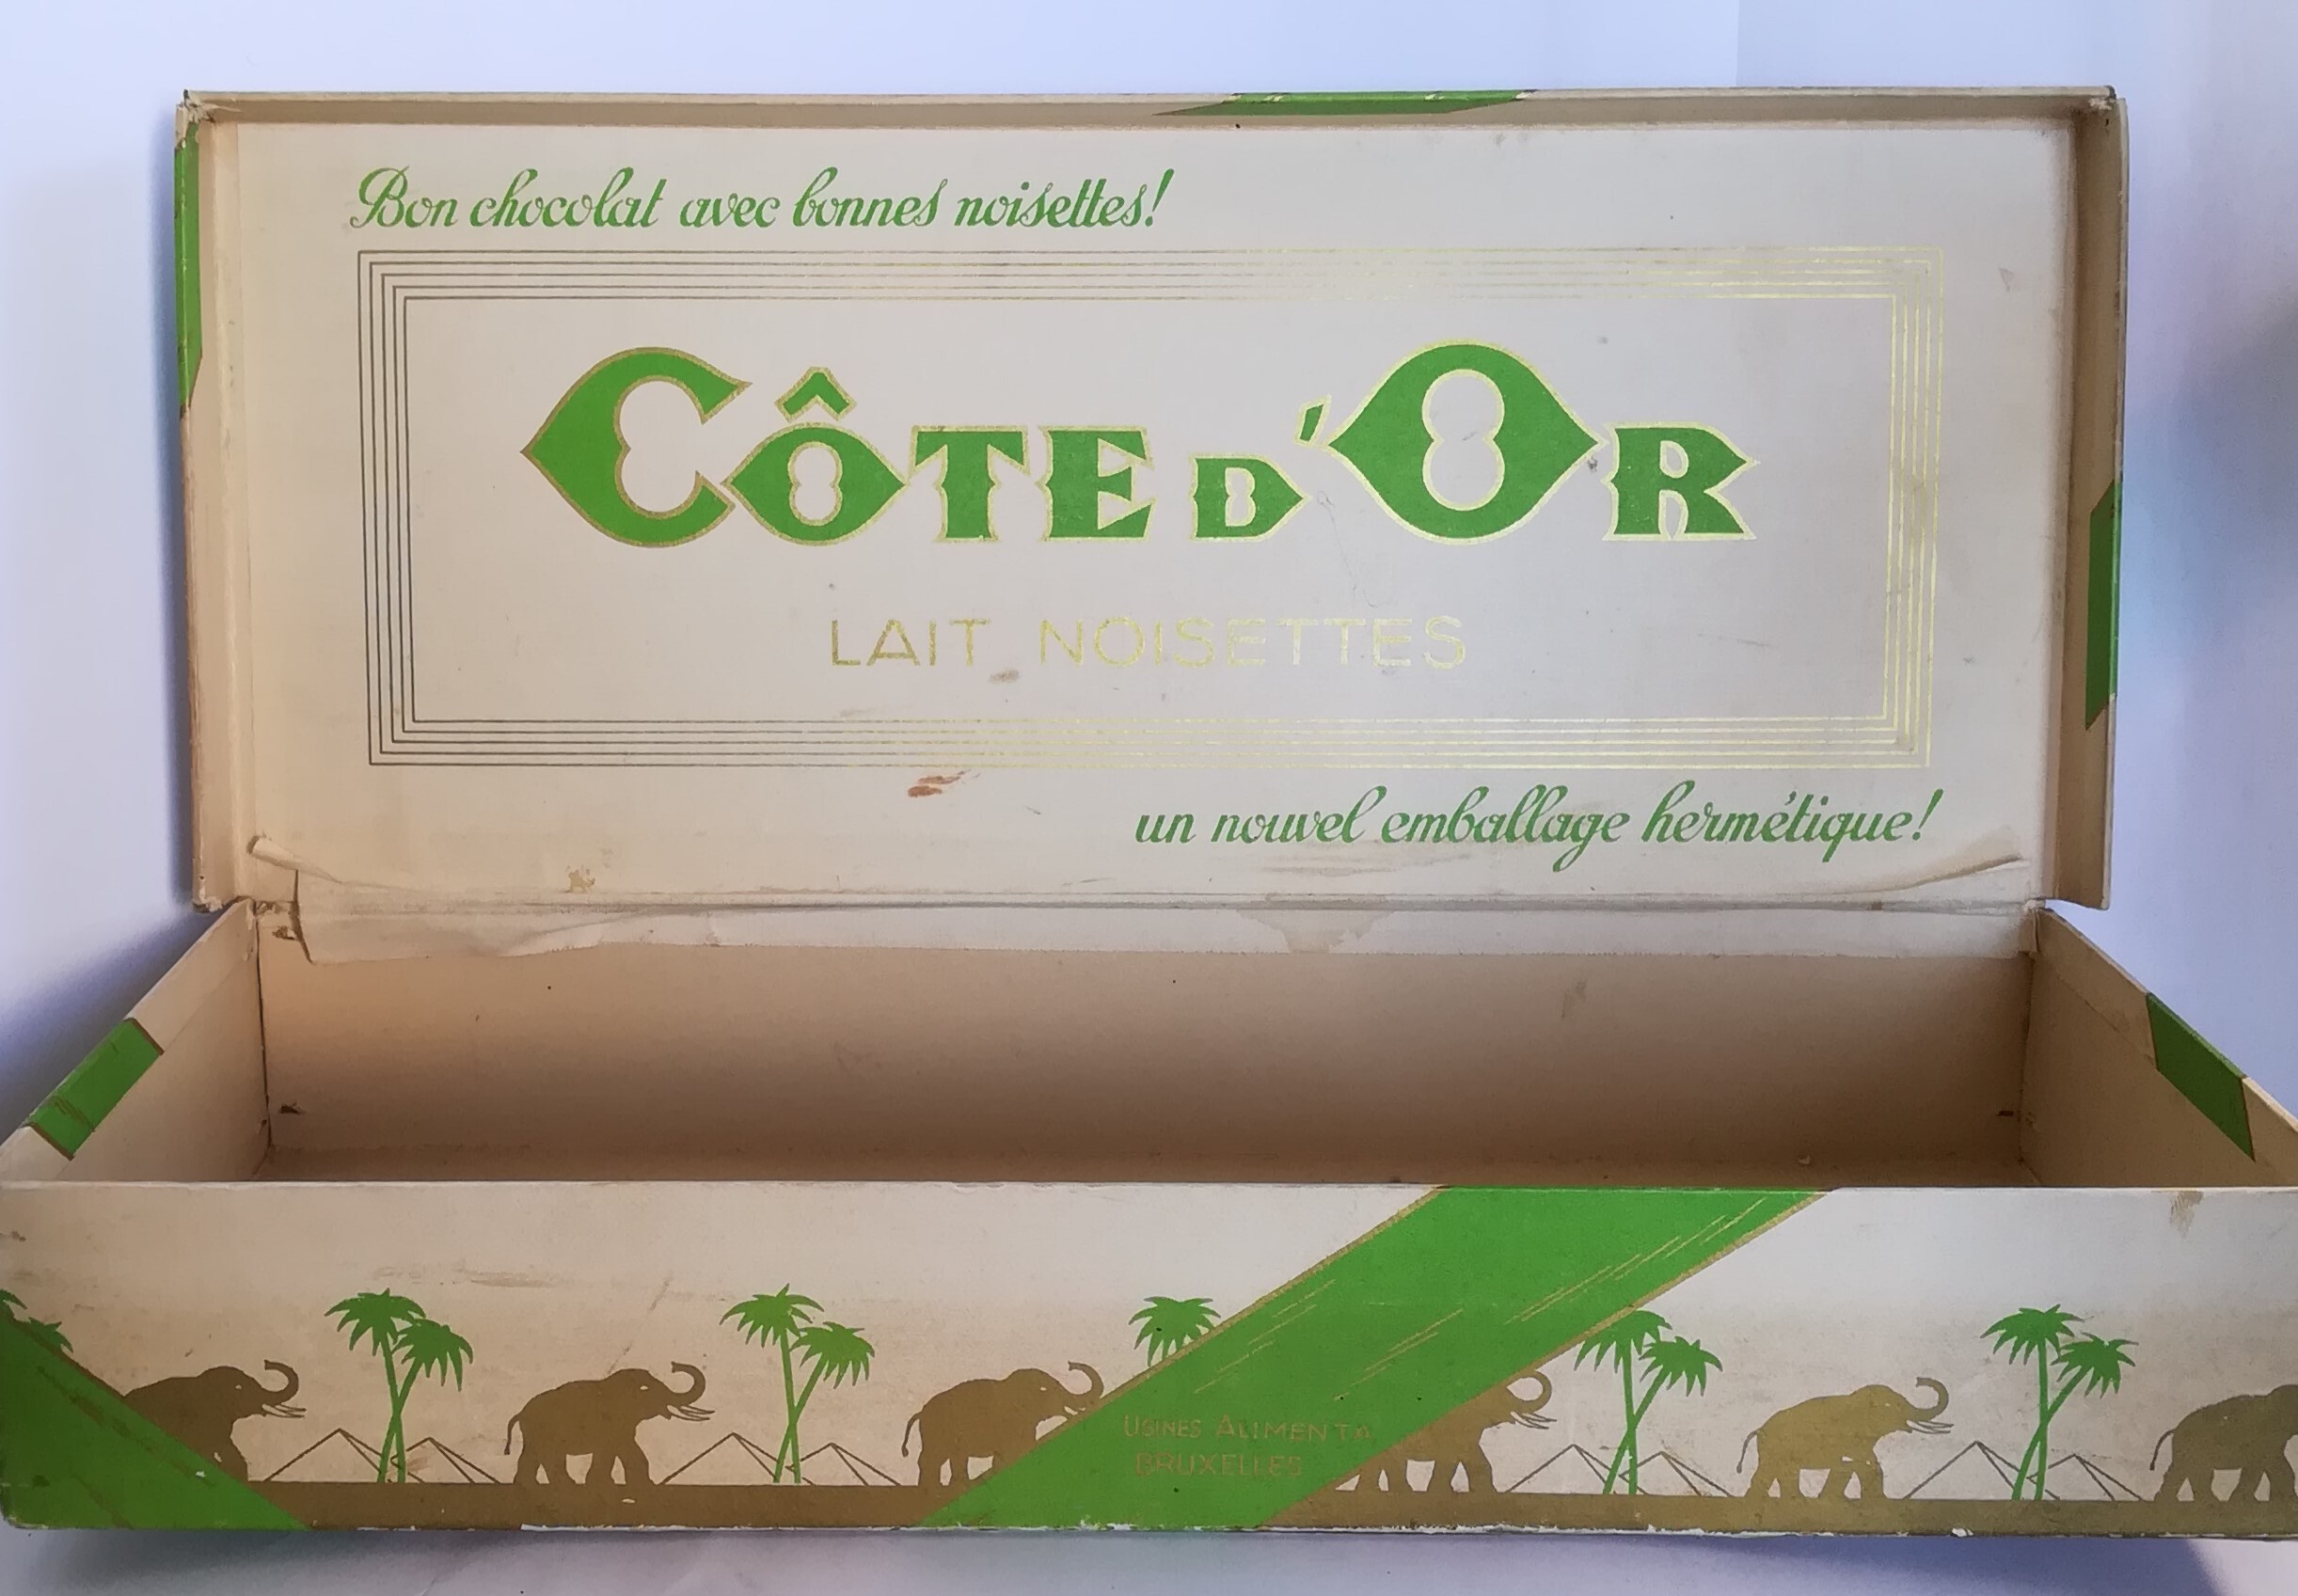 Bon chocolat avec bonnes noisettes!
CÔTE D'OR
LAIT NOISETTES
un nouvel emballage hermétique!
USINES ALIMENTA
BRUXELLES